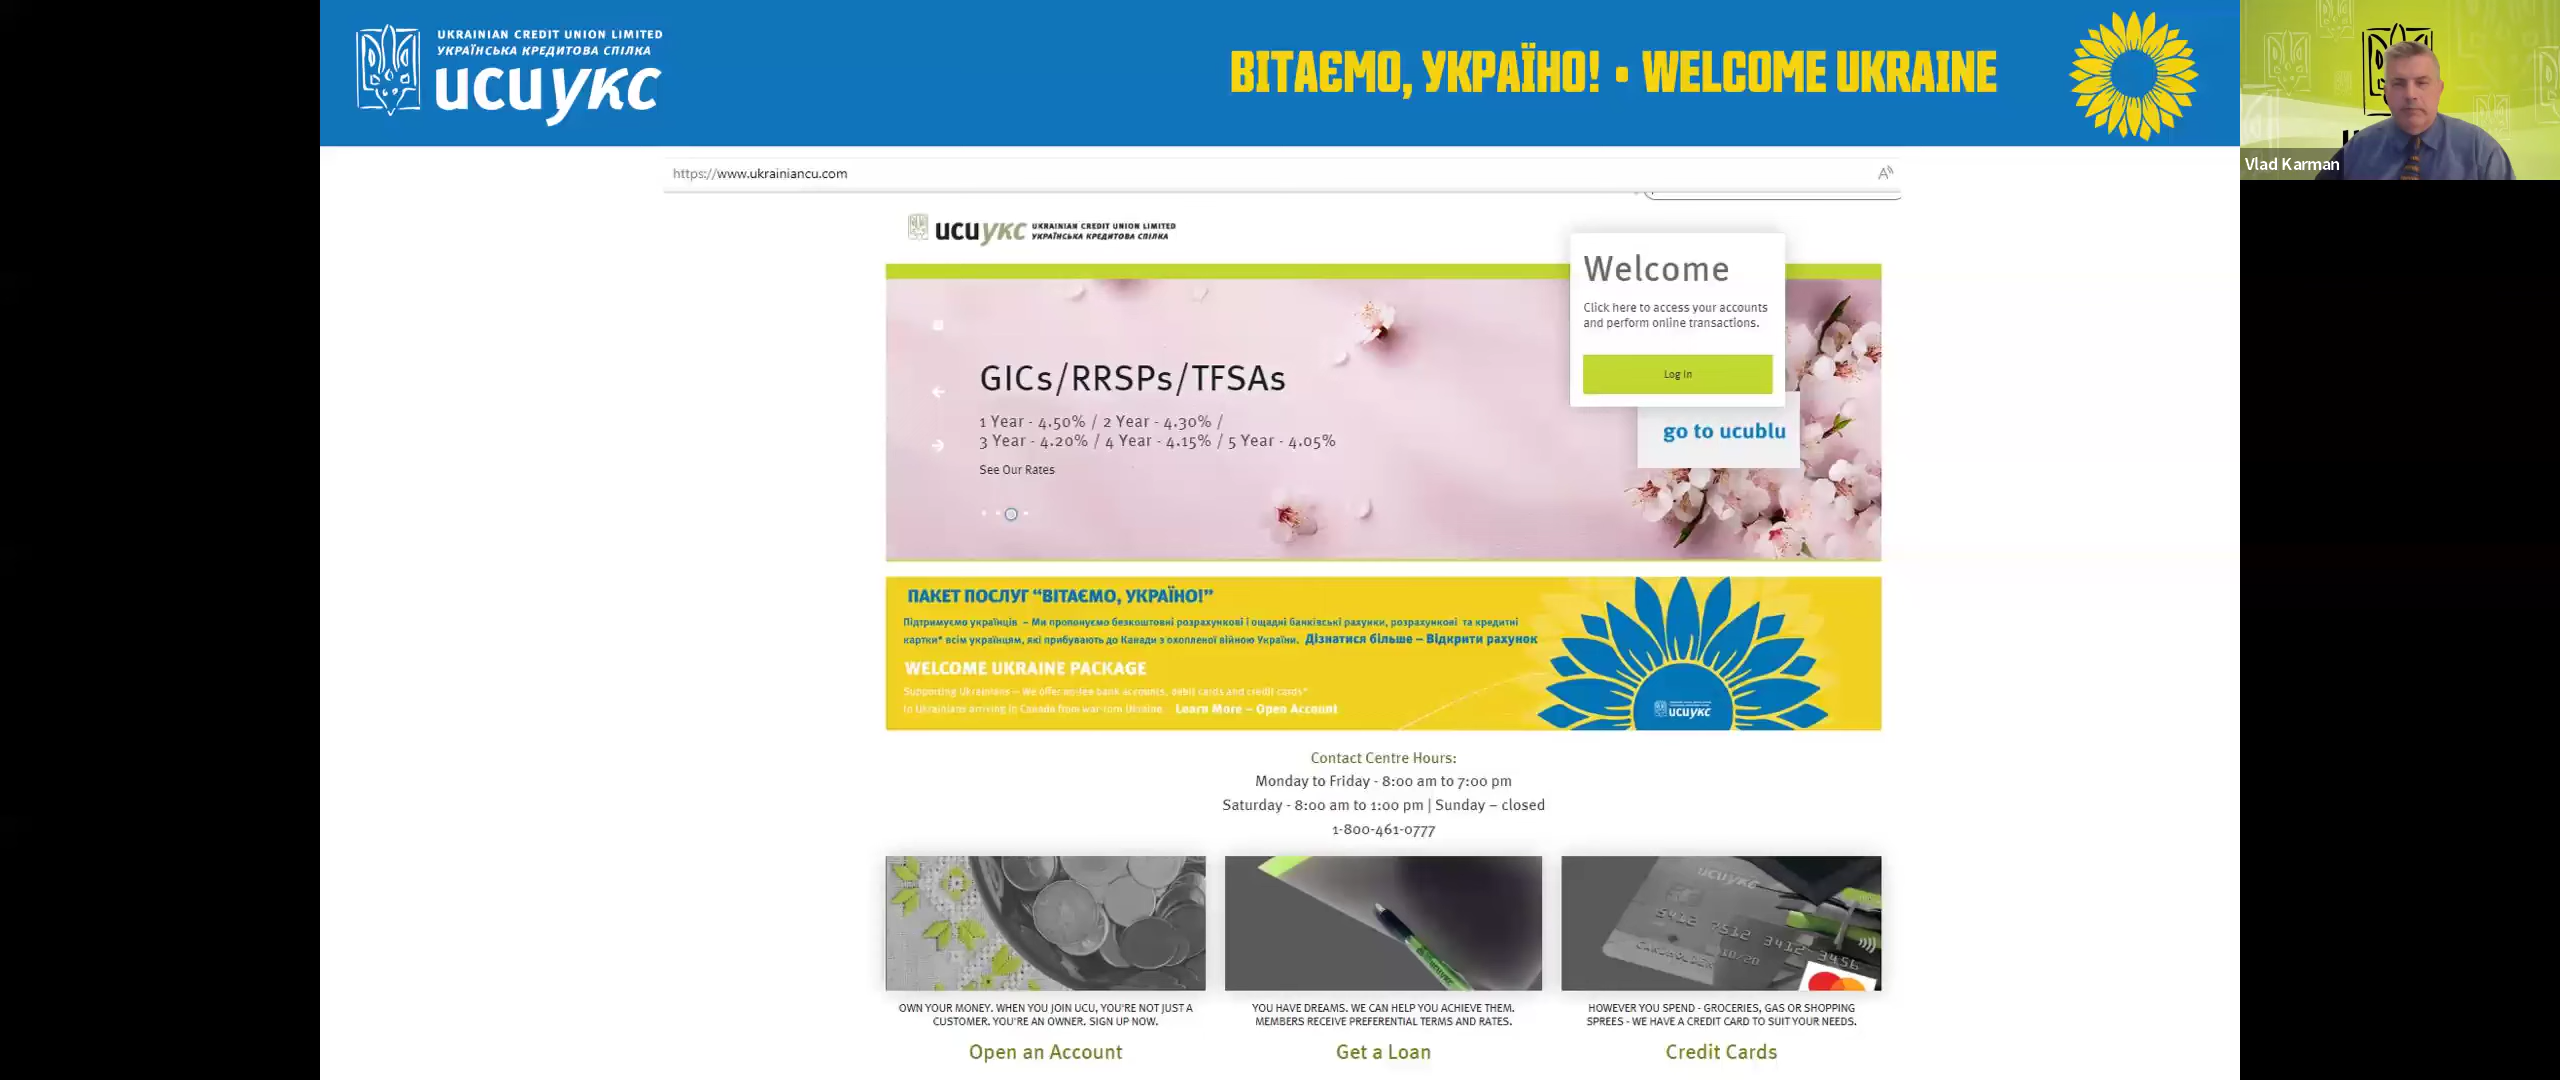 UKRAINIAN CREDIT UNION LIMITED
УКРАЇНСЬКА КРЕДИТОВА СПІЛКА
ucuукс
ВІТАЄМО, УКРАЇНО! • WELCOME UKRAINE
Vlad Karman
https://www.ukrainiancu.com
ucuукс UKRAINIAN CREDIT UNION LIMITED
УКРАЇНСЬКА КРЕДИТОВА СПІЛКА
Welcome
Click here to access your accounts
and perform online transactions.
Log In
go to ucublu
GICs/RRSPs/TFSAs
1 Year - 4.50% / 2 Year - 4.30% /
3 Year - 4.20% / 4 Year - 4.15% / 5 Year - 4.05%
See Our Rates
ПАКЕТ ПОСЛУГ “ВІТАЄМО, УКРАЇНО!”
Підтримуємо українців – Ми пропонуємо безкоштовні розрахункові і ощадні банківські рахунки, розрахункові та кредитні
картки* всім українцям, які прибувають до Канади з охопленої війною України. Дізнатися більше – Відкрити рахунок
WELCOME UKRAINE PACKAGE
Supporting Ukrainians – We offer no-fee bank accounts, debit cards and credit cards*
to Ukrainians arriving in Canada from war-torn Ukraine. Learn More – Open Account
ucuукс
Contact Centre Hours:
Monday to Friday - 8:00 am to 7:00 pm
Saturday - 8:00 am to 1:00 pm | Sunday – closed
1-800-461-0777
ucuукс
5412 7512 3412 3456
CARDHOLDER 10/20
OWN YOUR MONEY. WHEN YOU JOIN UCU, YOU'RE NOT JUST A
CUSTOMER. YOU'RE AN OWNER. SIGN UP NOW.
YOU HAVE DREAMS. WE CAN HELP YOU ACHIEVE THEM.
MEMBERS RECEIVE PREFERENTIAL TERMS AND RATES.
HOWEVER YOU SPEND - GROCERIES, GAS OR SHOPPING
SPREES - WE HAVE A CREDIT CARD TO SUIT YOUR NEEDS.
Open an Account
Get a Loan
Credit Cards